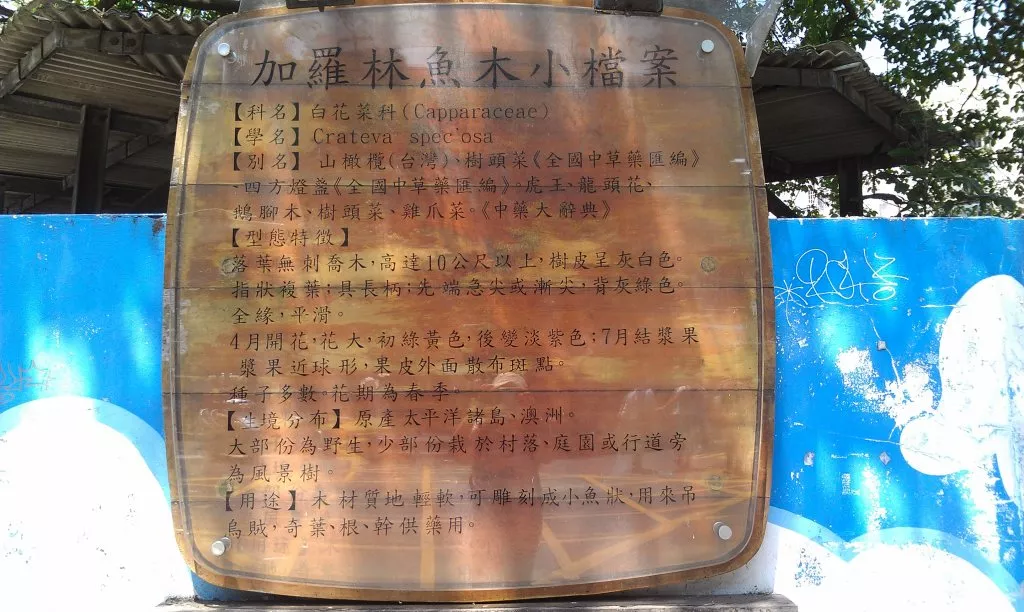 加羅林魚木小檔案
【科名】白花菜科(Capparaceae)
【學名】Crateva speciosa
【別名】 山橄欖(台灣)、樹頭菜《全國中草藥匯編》
、四方燈盞《全國中草藥匯編》。虎王、龍頭花、
鵝腳木、樹頭菜、雞爪菜。《中藥大辭典》
【型態特徵】
落葉無刺喬木,高達10公尺以上,樹皮呈灰白色。
指狀複葉;具長柄;先端急尖或漸尖,背灰綠色。
全緣,平滑。
4月開花,花大,初綠黃色,後變淡紫色;7月結漿果
漿果近球形,果皮外面散布斑點。
種子多數。花期為春季。
【生境分布】原產太平洋諸島、澳洲。
大部份為野生,少部份栽於村落、庭園或行道旁
為風景樹。
【用途】木材質地輕軟,可雕刻成小魚狀,用來吊
烏賊,奇葉、根、幹供藥用。